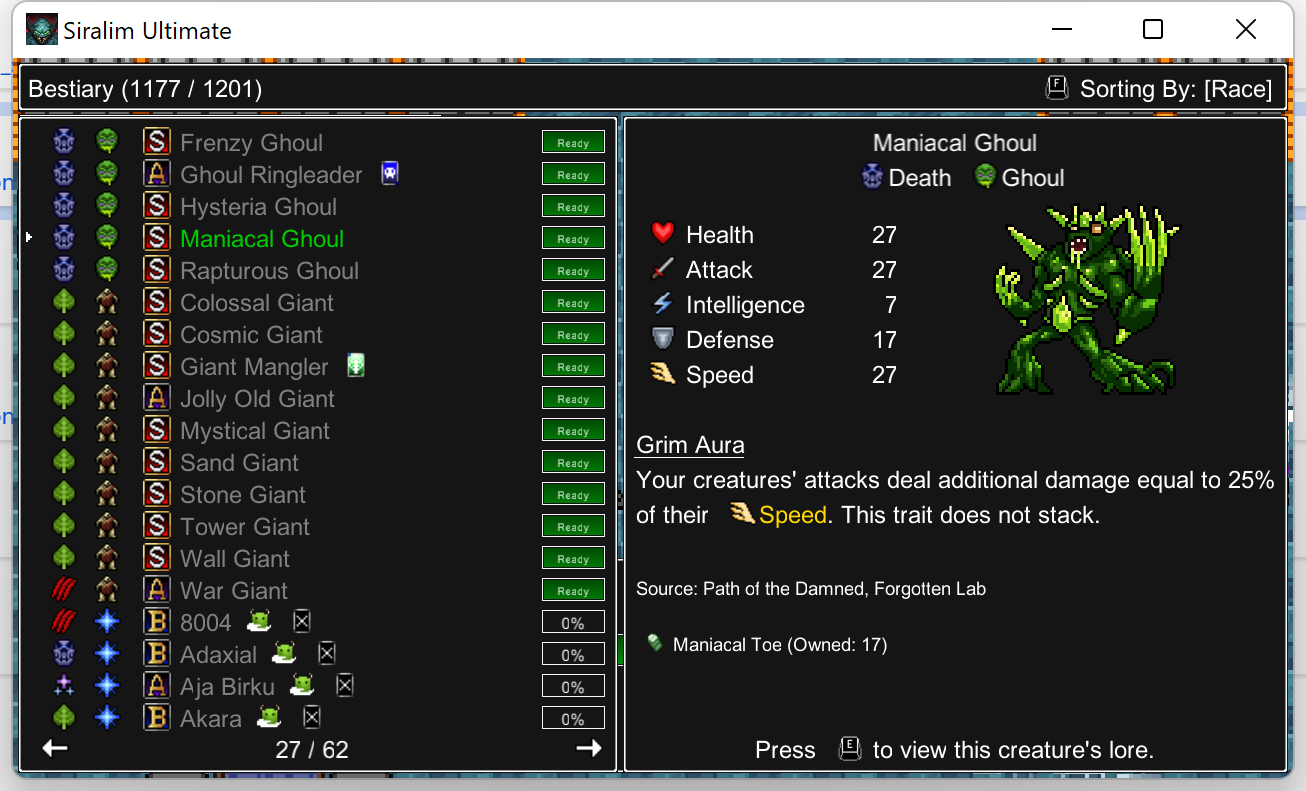 Siralim Ultimate
Bestiary (1177 / 1201)
F Sorting By: [Race]
S Frenzy Ghoul Ready
A Ghoul Ringleader Ready
S Hysteria Ghoul Ready
S Maniacal Ghoul Ready
S Rapturous Ghoul Ready
S Colossal Giant Ready
S Cosmic Giant Ready
S Giant Mangler Ready
A Jolly Old Giant Ready
S Mystical Giant Ready
S Sand Giant Ready
S Stone Giant Ready
S Tower Giant Ready
S Wall Giant Ready
A War Giant Ready
B 8004 0%
B Adaxial 0%
A Aja Birku 0%
B Akara 0%
27 / 62
Maniacal Ghoul
Death Ghoul
Health 27
Attack 27
Intelligence 7
Defense 17
Speed 27
Grim Aura
Your creatures' attacks deal additional damage equal to 25%
of their Speed. This trait does not stack.
Source: Path of the Damned, Forgotten Lab
Maniacal Toe (Owned: 17)
Press E to view this creature's lore.